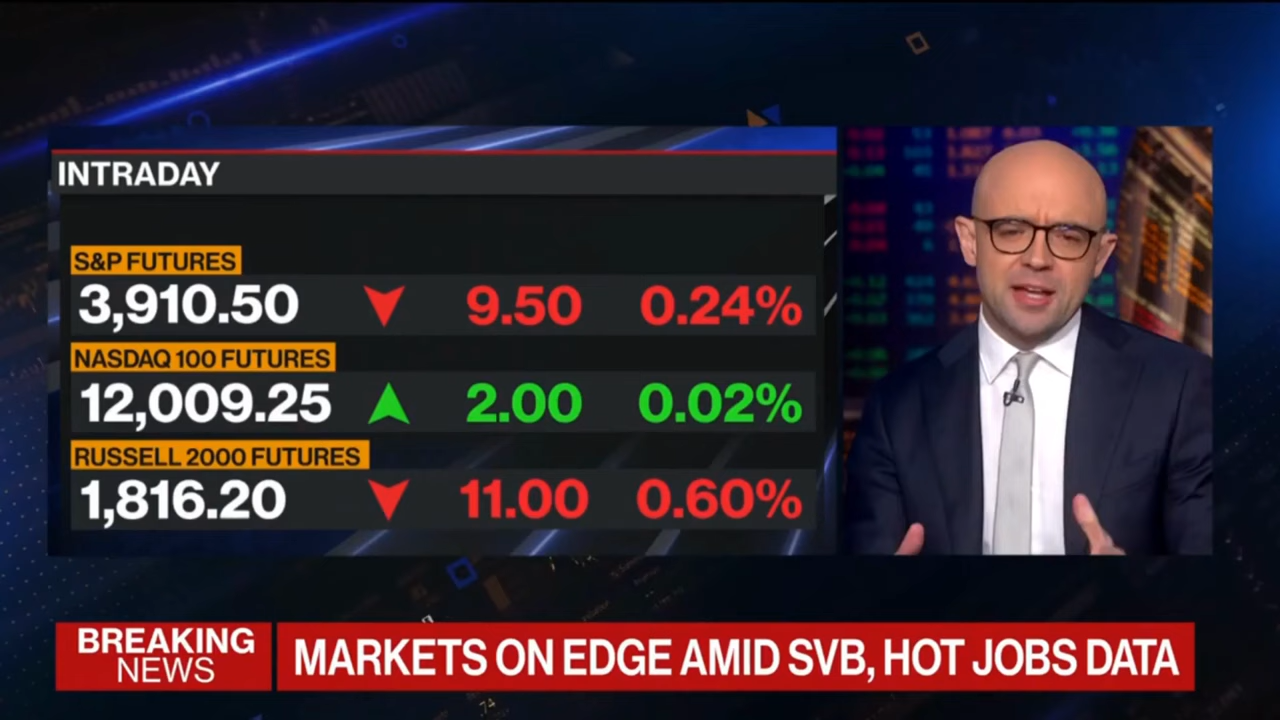 INTRADAY
S&P FUTURES
3,910.50 9.50 0.24%
NASDAQ 100 FUTURES
12,009.25 2.00 0.02%
RUSSELL 2000 FUTURES
1,816.20 11.00 0.60%
BREAKING
NEWS
MARKETS ON EDGE AMID SVB, HOT JOBS DATA